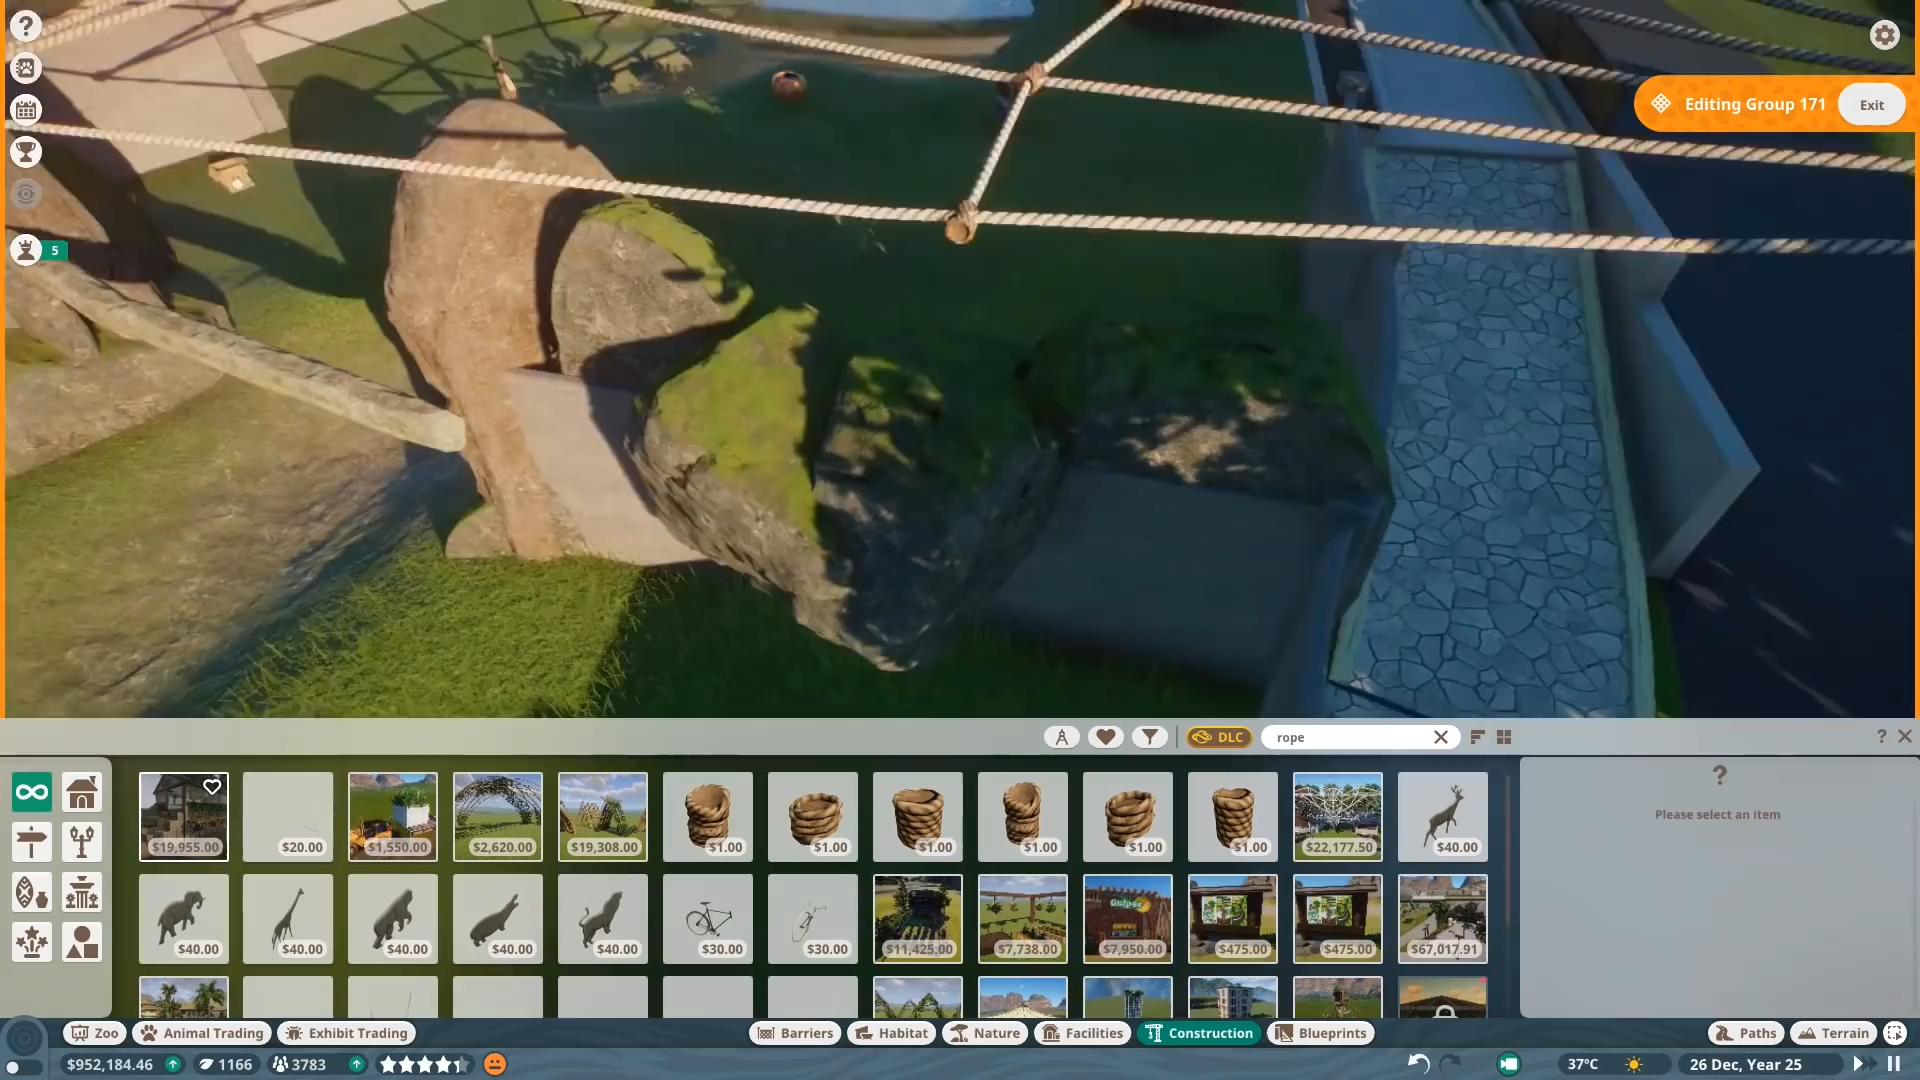 ?
Editing Group 171
Exit
5
DLC
rope
?
$19,955.00
$20.00
$1,550.00
$2,620.00
$19,308.00
$1.00
$1.00
$1.00
$1.00
$1.00
$1.00
$22,177.50
$40.00
?
Please select an item
$40.00
$40.00
$40.00
$40.00
$40.00
$30.00
$30.00
$11,425.00
$7,738.00
Gulpee
$7,950.00
$475.00
$475.00
$67,017.91
Zoo
Animal Trading
Exhibit Trading
Barriers
Habitat
Nature
Facilities
Construction
Blueprints
Paths
Terrain
$952,184.46
1166
3783
37°C
26 Dec, Year 25